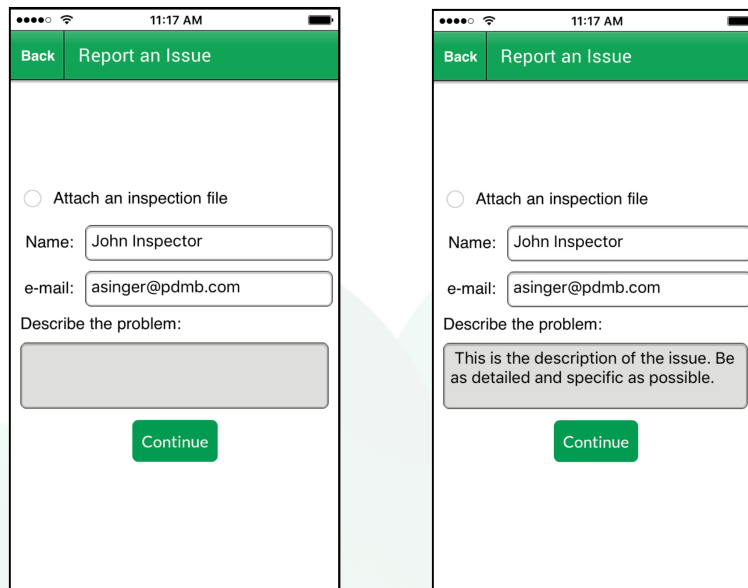 11:17 AM
Back Report an Issue
Attach an inspection file
Name: John Inspector
e-mail: asinger@pdmb.com
Describe the problem:
Continue
11:17 AM
Back Report an Issue
Attach an inspection file
Name: John Inspector
e-mail: asinger@pdmb.com
Describe the problem:
This is the description of the issue. Be
as detailed and specific as possible.
Continue